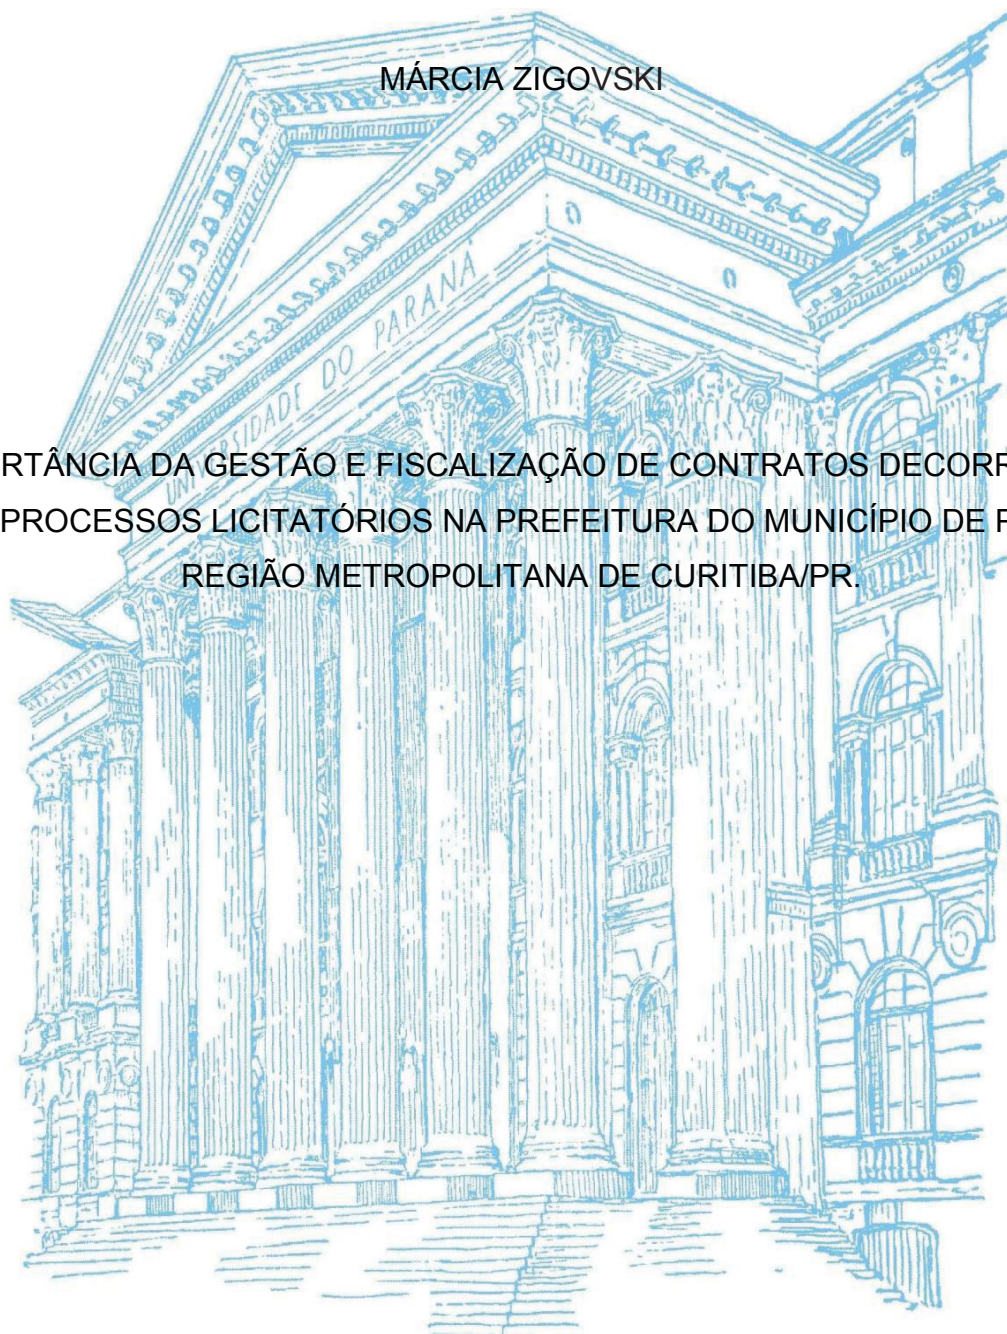 MÁRCIA ZIGOVSKI
UNIVERSIDADE DO PARANÁ
RTÂNCIA DA GESTÃO E FISCALIZAÇÃO DE CONTRATOS DECORR
PROCESSOS LICITATÓRIOS NA PREFEITURA DO MUNICÍPIO DE
REGIÃO METROPOLITANA DE CURITIBA/PR.